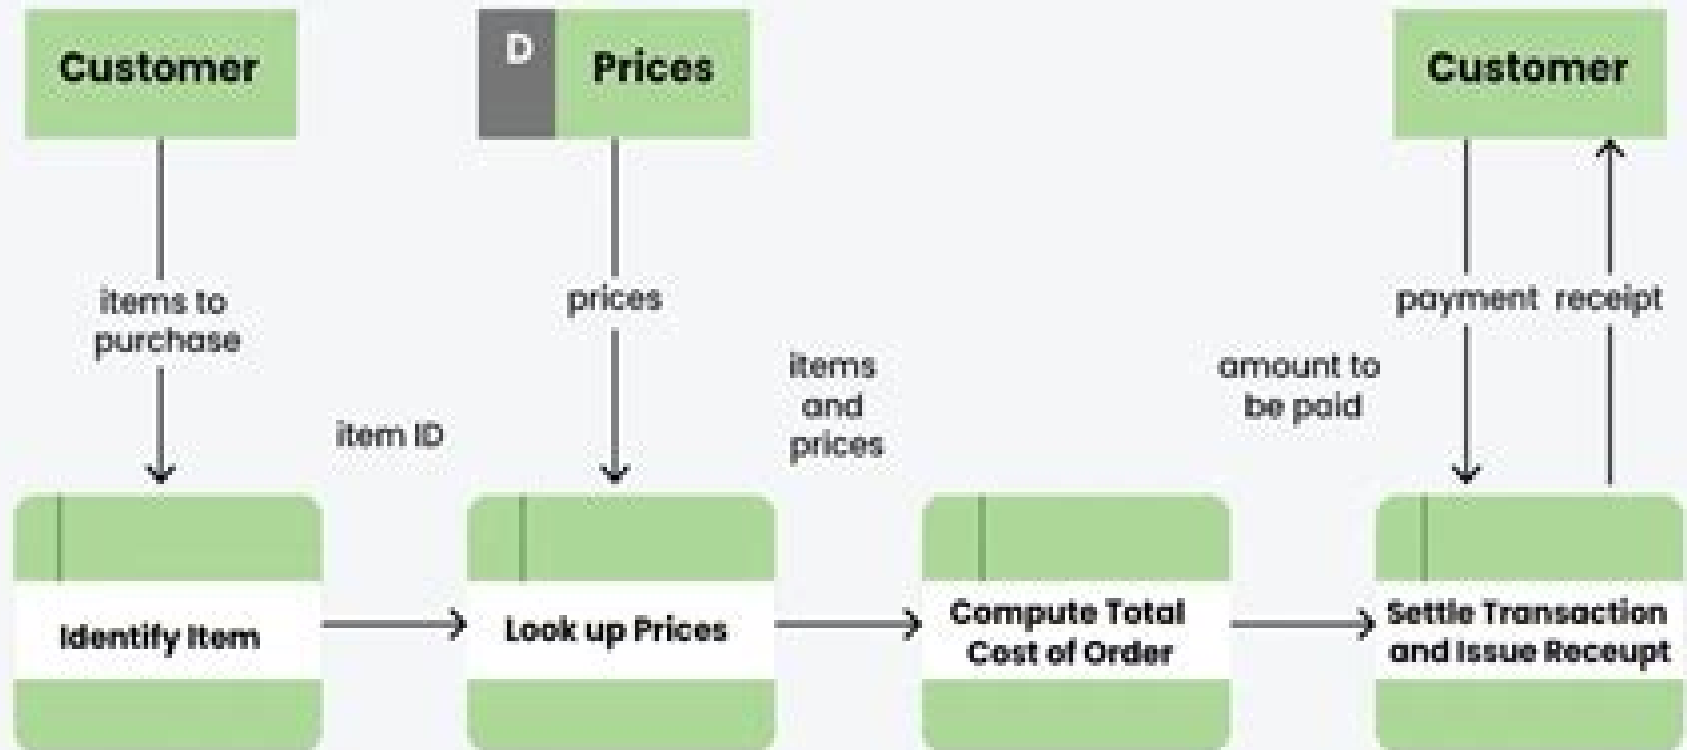 Customer
D
Prices
Customer
items to
purchase
prices
payment
receipt
item ID
items
and
prices
amount to
be paid
Identify Item
Look up Prices
Compute Total
Cost of Order
Settle Transaction
and Issue Receupt